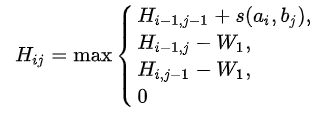 H_{ij} = max { H_{i−1,j−1} + s(a_i, b_j),
H_{i−1,j} − W_1,
H_{i,j−1} − W_1,
0